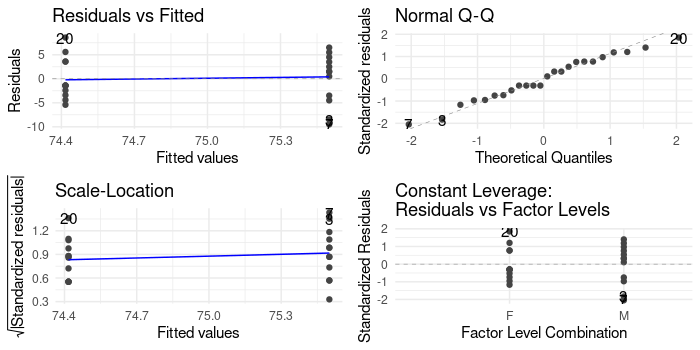 Residuals vs Fitted
Residuals
5
0
-5
-10
20
74.4
74.7
75.0
75.3
Fitted values
Normal Q-Q
Standardized residuals
2
1
0
-1
-2
7
20
-2
-1
0
1
2
Theoretical Quantiles
Scale-Location
√|Standardized residuals|
1.2
0.9
0.6
0.3
20
74.4
74.7
75.0
75.3
Fitted values
Constant Leverage:
Residuals vs Factor Levels
Standardized Residuals
2
1
0
-1
-2
20
F
M
Factor Level Combination